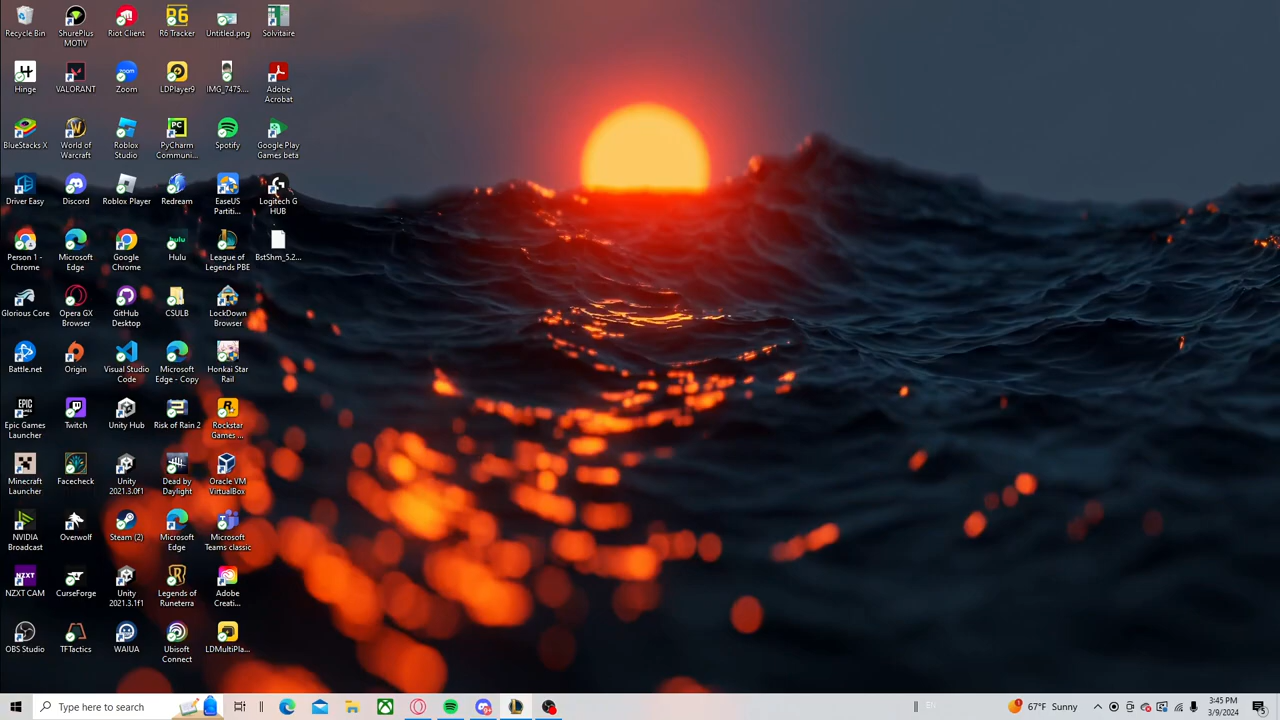 Recycle Bin
ShurePlus
MOTIV
Riot Client
R6 Tracker
Untitled.png
Solvitaire
Hinge
VALORANT
Zoom
LDPlayer9
IMG_7475....
Adobe
Acrobat
BlueStacks X
World of
Warcraft
Roblox
Studio
PyCharm
Communi...
Spotify
Google Play
Games beta
Driver Easy
Discord
Roblox Player
Redream
EaseUS
Partiti...
Logitech G
HUB
Person 1 -
Chrome
Microsoft
Edge
Google
Chrome
Hulu
League of
Legends PBE
BstShm_5.2...
Glorious Core
Opera GX
Browser
GitHub
Desktop
CSULB
LockDown
Browser
Battle.net
Origin
Visual Studio
Code
Microsoft
Edge - Copy
Honkai Star
Rail
Epic Games
Launcher
Twitch
Unity Hub
Risk of Rain 2
Rockstar
Games ...
Minecraft
Launcher
Facecheck
Unity
2021.3.0f1
Dead by
Daylight
Oracle VM
VirtualBox
NVIDIA
Broadcast
Overwolf
Steam (2)
Microsoft
Edge
Microsoft
Teams classic
NZXT CAM
CurseForge
Unity
2021.3.1f1
Legends of
Runeterra
Adobe
Creati...
OBS Studio
TFTactics
WAIUA
Ubisoft
Connect
LDMultiPla...
Type here to search
67°F Sunny
EN
3:45 PM
3/9/2024